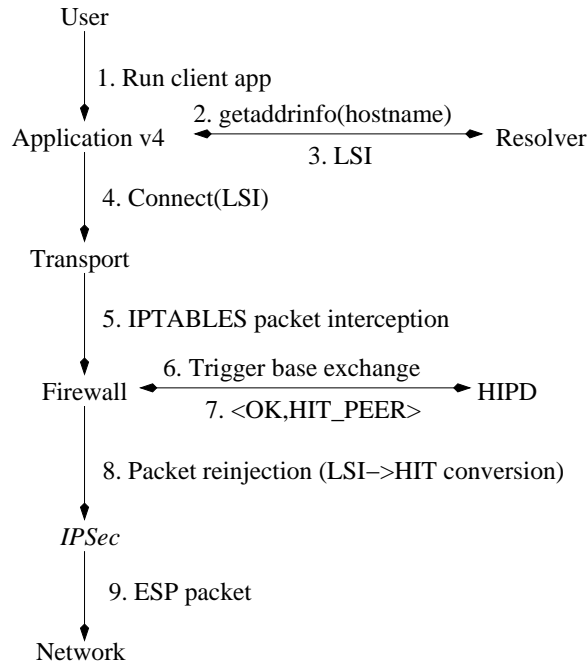 User
1. Run client app
2. getaddrinfo(hostname)
Application v4
Resolver
3. LSI
4. Connect(LSI)
Transport
5. IPTABLES packet interception
6. Trigger base exchange
Firewall
HIPD
7. <OK,HIT_PEER>
8. Packet reinjection (LSI−>HIT conversion)
IPSec
9. ESP packet
Network